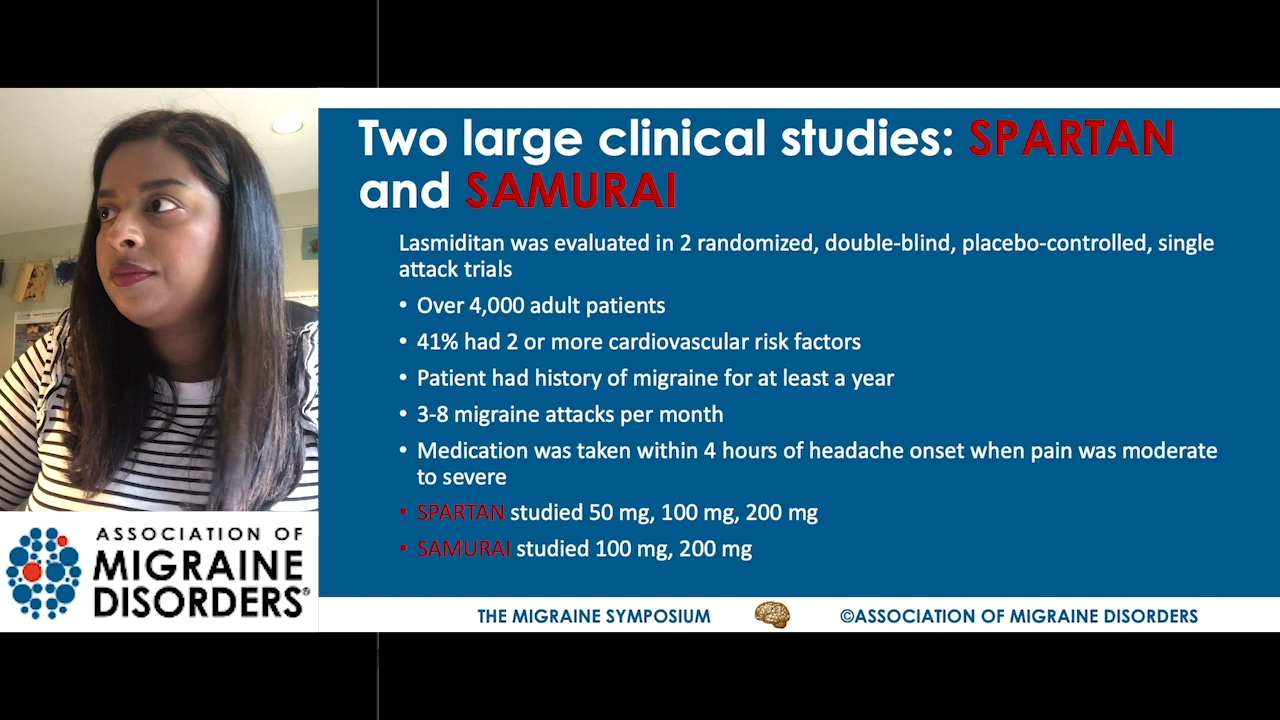 Two large clinical studies: SPARTAN
and SAMURAI
Lasmiditan was evaluated in 2 randomized, double-blind, placebo-controlled, single
attack trials
• Over 4,000 adult patients
• 41% had 2 or more cardiovascular risk factors
• Patient had history of migraine for at least a year
• 3-8 migraine attacks per month
• Medication was taken within 4 hours of headache onset when pain was moderate
to severe
• SPARTAN studied 50 mg, 100 mg, 200 mg
• SAMURAI studied 100 mg, 200 mg
ASSOCIATION OF
MIGRAINE
DISORDERS®
THE MIGRAINE SYMPOSIUM
©ASSOCIATION OF MIGRAINE DISORDERS